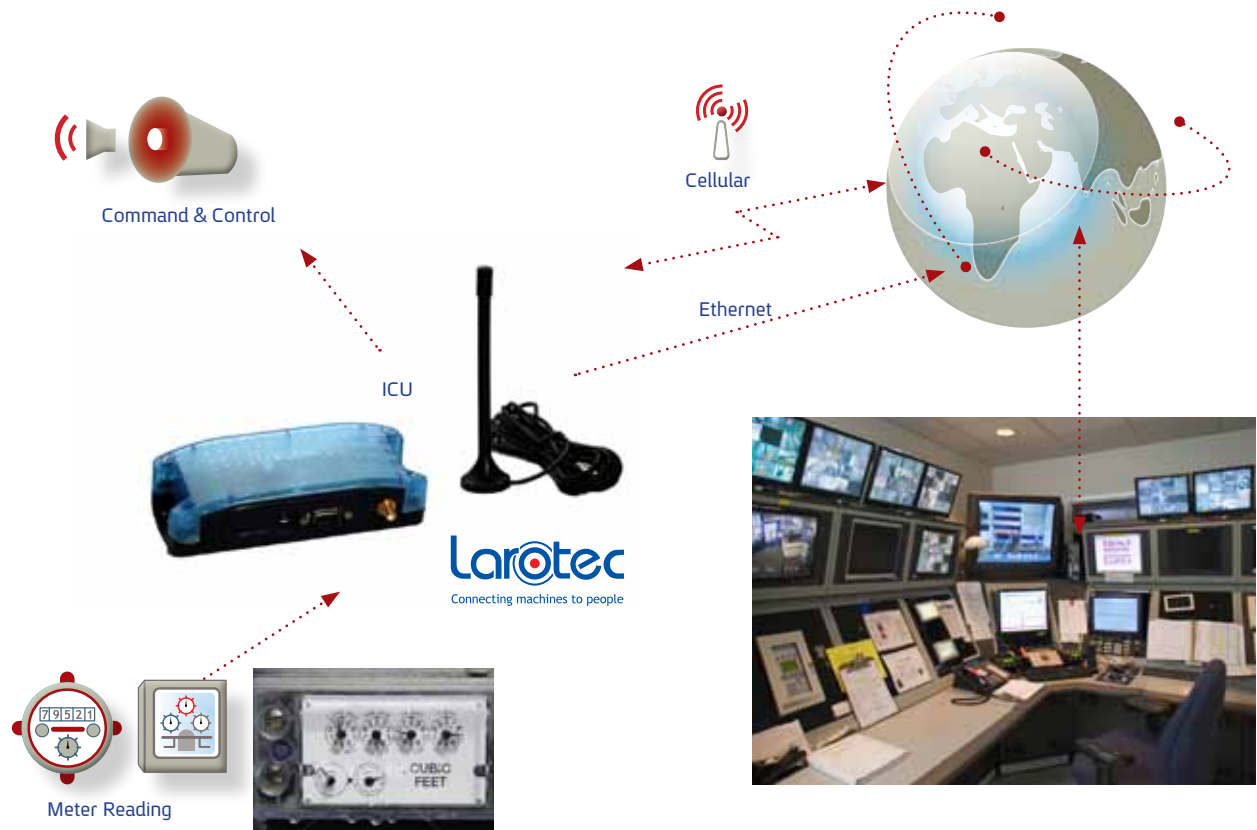 Command & Control
Cellular
Ethernet
ICU
Larotec
Connecting machines to people
79521
Meter Reading
CUBIC
FEET